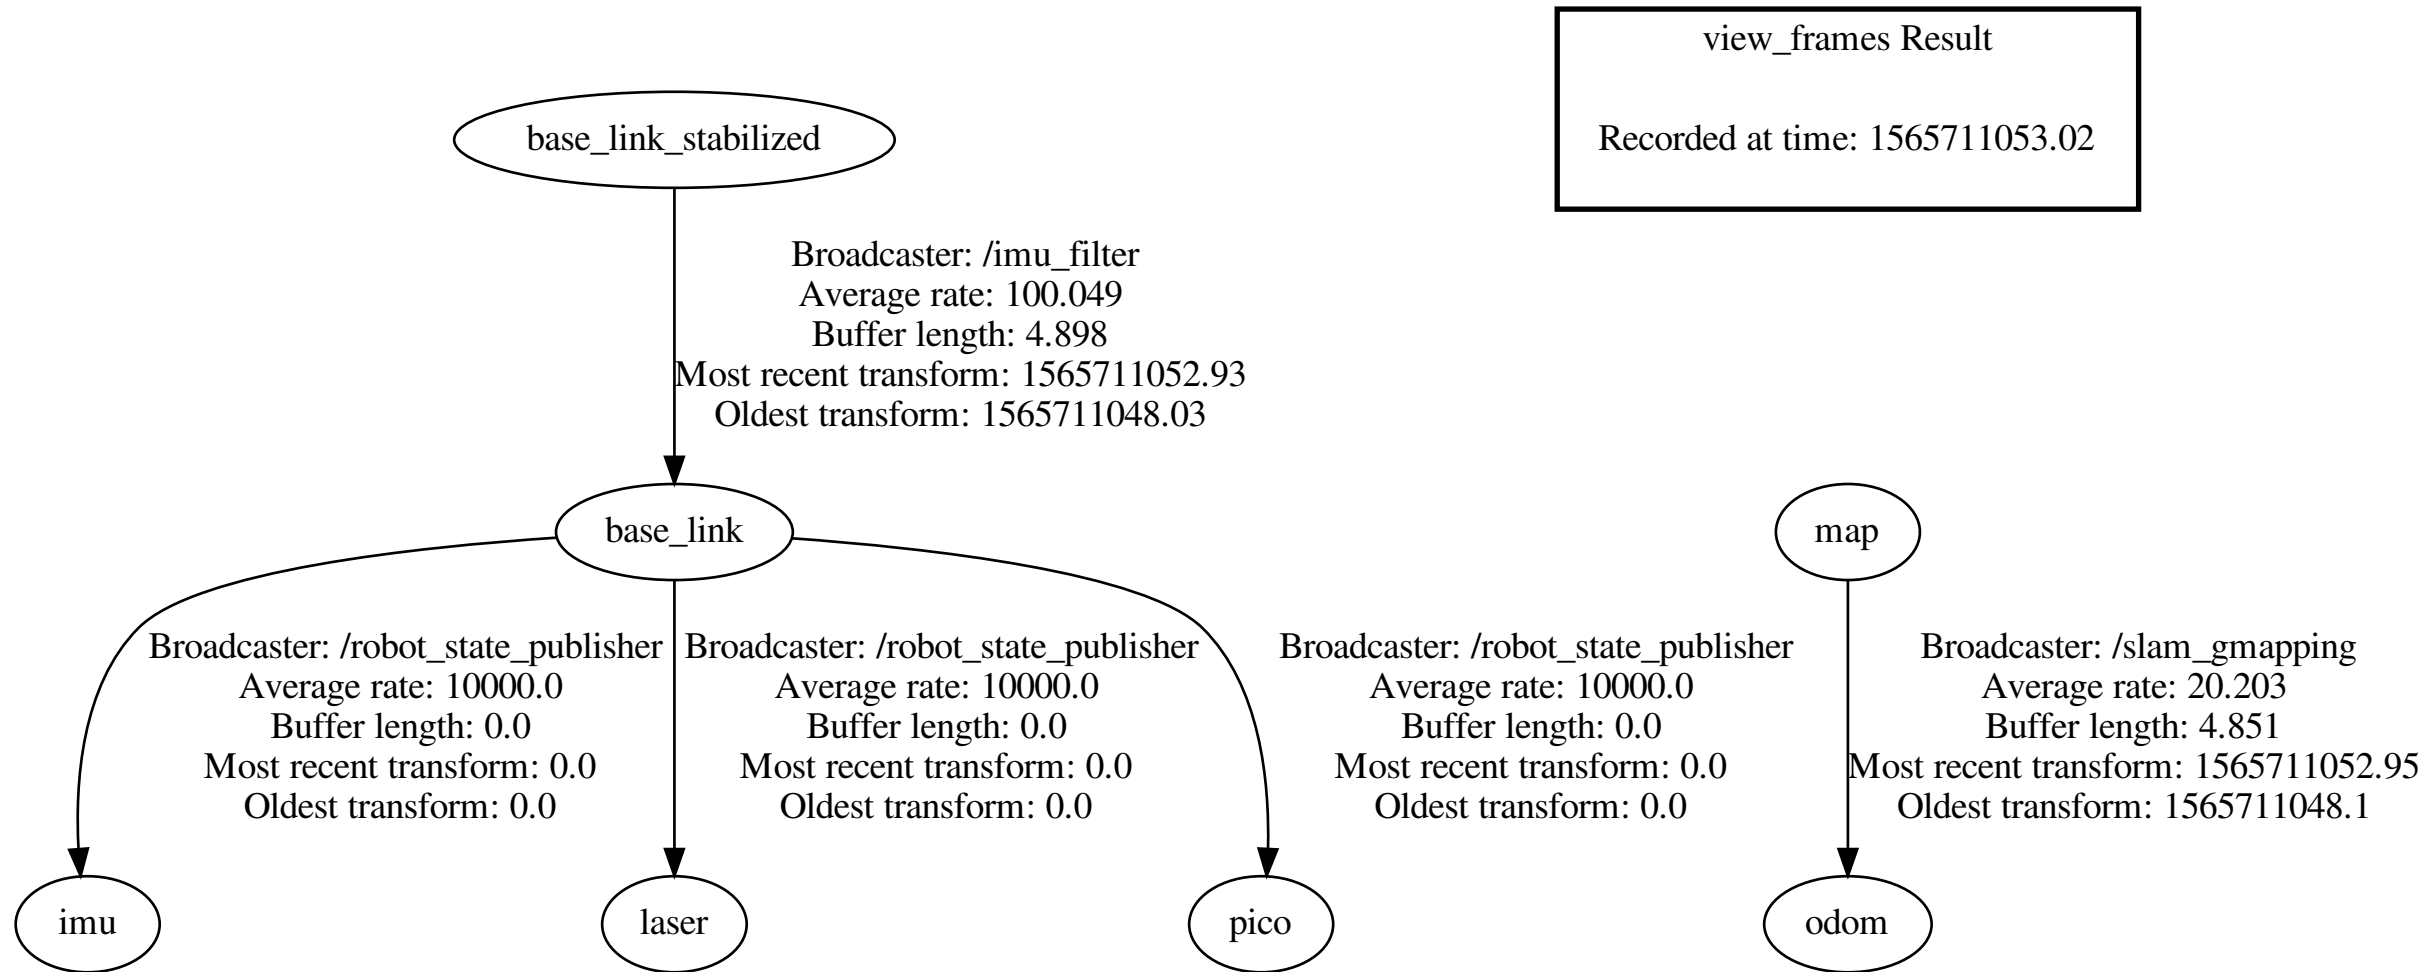 view_frames Result
Recorded at time: 1565711053.02
base_link_stabilized
Broadcaster: /imu_filter
Average rate: 100.049
Buffer length: 4.898
Most recent transform: 1565711052.93
Oldest transform: 1565711048.03
base_link
map
Broadcaster: /robot_state_publisher
Average rate: 10000.0
Buffer length: 0.0
Most recent transform: 0.0
Oldest transform: 0.0
Broadcaster: /robot_state_publisher
Average rate: 10000.0
Buffer length: 0.0
Most recent transform: 0.0
Oldest transform: 0.0
Broadcaster: /robot_state_publisher
Average rate: 10000.0
Buffer length: 0.0
Most recent transform: 0.0
Oldest transform: 0.0
Broadcaster: /slam_gmapping
Average rate: 20.203
Buffer length: 4.851
Most recent transform: 1565711052.95
Oldest transform: 1565711048.1
imu
laser
pico
odom